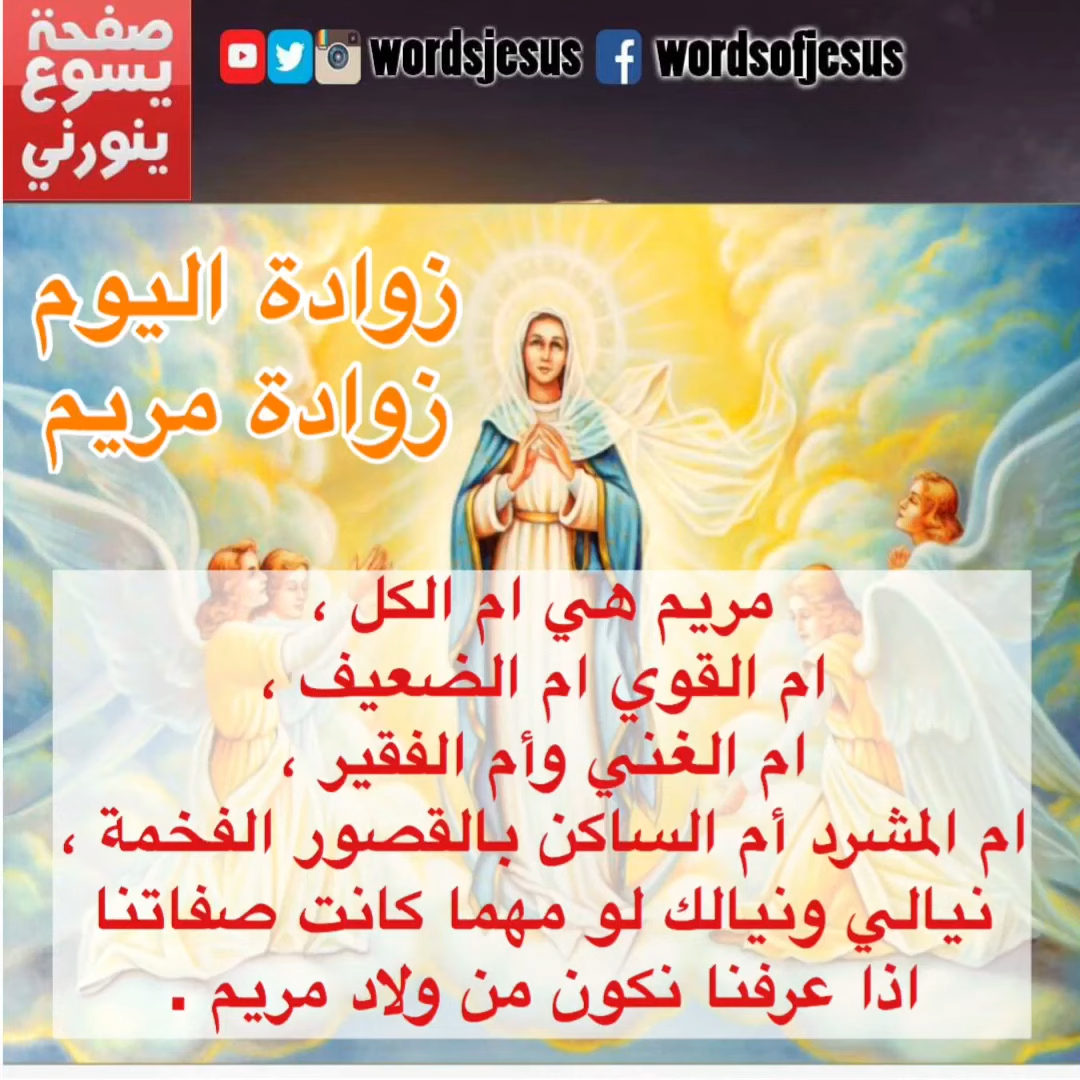 صفحة
يسوع
ينورني
wordsjesus wordsofjesus
زوادة اليوم
زوادة مريم
مريم هي ام الكل ،
ام القوي ام الضعيف ،
ام الغني وأم الفقير ،
ام المشرد أم الساكن بالقصور الفخمة ،
نيالي ونيالك لو مهما كانت صفاتنا
اذا عرفنا نكون من ولاد مريم .